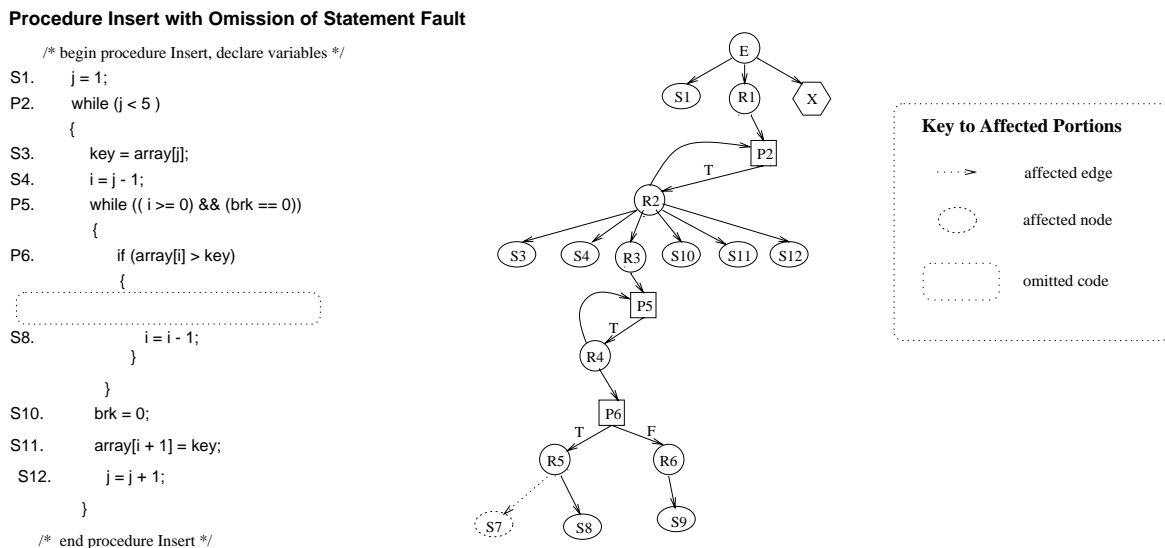 Procedure Insert with Omission of Statement Fault
/* begin procedure Insert, declare variables */
S1. j = 1;
P2. while (j < 5 )
{
S3. key = array[j];
S4. i = j - 1;
P5. while (( i >= 0) && (brk == 0))
{
P6. if (array[i] > key)
{
S8. i = i - 1;
}
}
S10. brk = 0;
S11. array[i + 1] = key;
S12. j = j + 1;
}
/* end procedure Insert */
E
S1 R1 X
P2
T
R2
S3 S4 R3 S10 S11 S12
P5
T
R4
P6
T F
R5 R6
S7 S8 S9
Key to Affected Portions
affected edge
affected node
omitted code